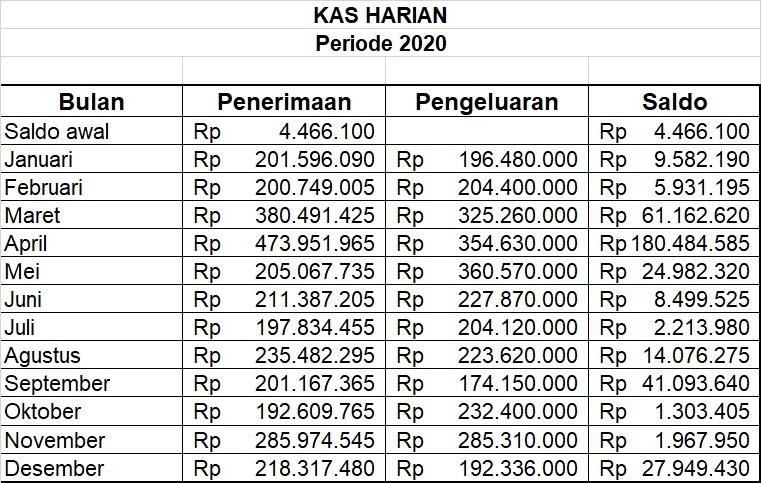 KAS HARIAN
Periode 2020
Bulan Penerimaan Pengeluaran Saldo
Saldo awal Rp 4.466.100 Rp 4.466.100
Januari Rp 201.596.090 Rp 196.480.000 Rp 9.582.190
Februari Rp 200.749.005 Rp 204.400.000 Rp 5.931.195
Maret Rp 380.491.425 Rp 325.260.000 Rp 61.162.620
April Rp 473.951.965 Rp 354.630.000 Rp 180.484.585
Mei Rp 205.067.735 Rp 360.570.000 Rp 24.982.320
Juni Rp 211.387.205 Rp 227.870.000 Rp 8.499.525
Juli Rp 197.834.455 Rp 204.120.000 Rp 2.213.980
Agustus Rp 235.482.295 Rp 223.620.000 Rp 14.076.275
September Rp 201.167.365 Rp 174.150.000 Rp 41.093.640
Oktober Rp 192.609.765 Rp 232.400.000 Rp 1.303.405
November Rp 285.974.545 Rp 285.310.000 Rp 1.967.950
Desember Rp 218.317.480 Rp 192.336.000 Rp 27.949.430